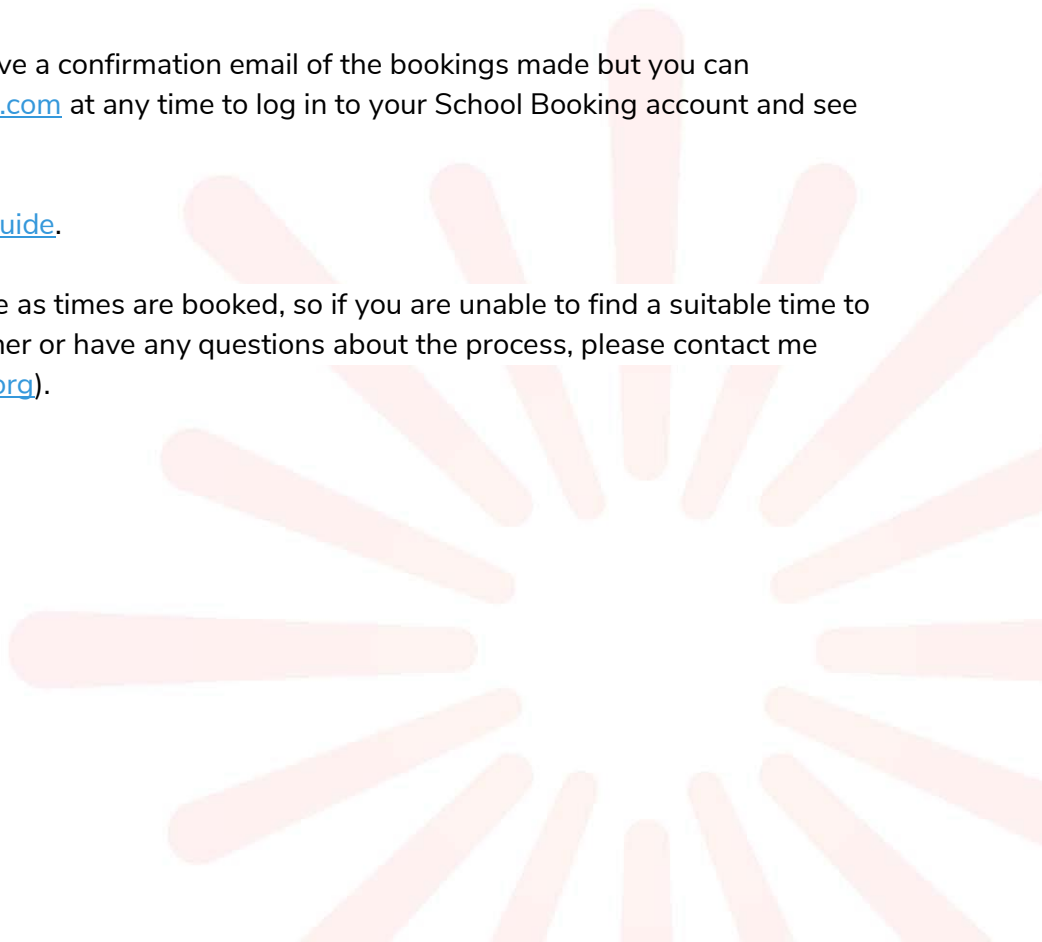 ve a confirmation email of the bookings made but you can
.com at any time to log in to your School Booking account and see
uide.
e as times are booked, so if you are unable to find a suitable time to
her or have any questions about the process, please contact me
org).